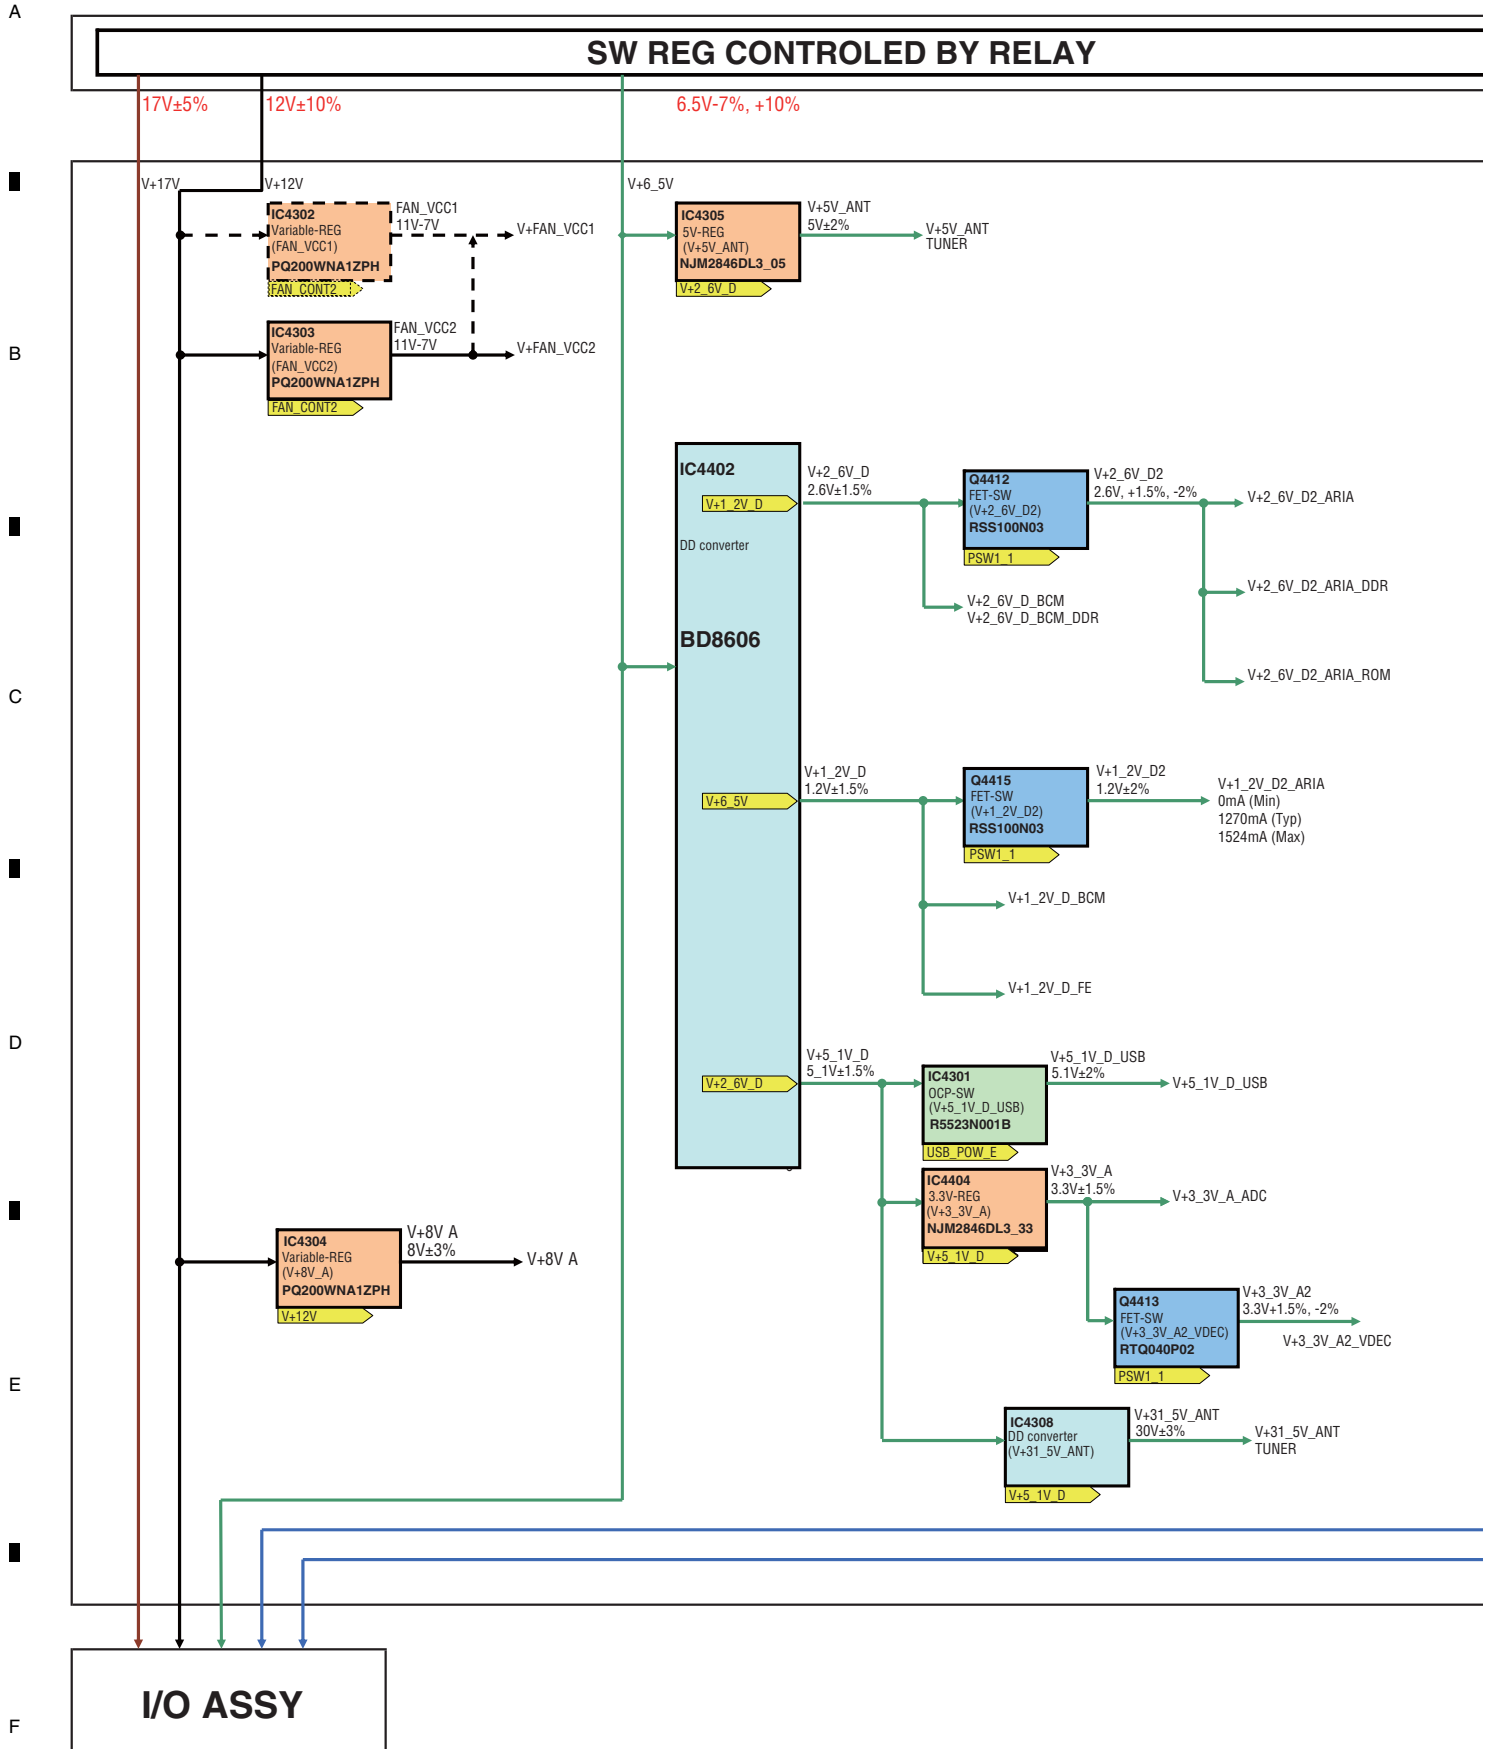 A
SW REG CONTROLED BY RELAY
17V±5%
12V±10%
6.5V-7%, +10%
V+17V
V+12V
V+6_5V
IC4302
Variable-REG
(FAN_VCC1)
PQ200WNA1ZPH
FAN_CONT2
FAN_VCC1
11V-7V
V+FAN_VCC1
IC4305
5V-REG
(V+5V_ANT)
NJM2846DL3_05
V+2_6V_D
V+5V_ANT
5V±2%
V+5V_ANT
TUNER
B
IC4303
Variable-REG
(FAN_VCC2)
PQ200WNA1ZPH
FAN_CONT2
FAN_VCC2
11V-7V
V+FAN_VCC2
IC4402
V+1_2V_D
DD converter
BD8606
V+6_5V
V+2_6V_D
V+2_6V_D
2.6V±1.5%
Q4412
FET-SW
(V+2_6V_D2)
RSS100N03
PSW1_1
V+2_6V_D2
2.6V, +1.5%, -2%
V+2_6V_D2_ARIA
V+2_6V_D2_ARIA_DDR
V+2_6V_D2_ARIA_ROM
V+2_6V_D_BCM
V+2_6V_D_BCM_DDR
C
V+1_2V_D
1.2V±1.5%
Q4415
FET-SW
(V+1_2V_D2)
RSS100N03
PSW1_1
V+1_2V_D2
1.2V±2%
V+1_2V_D2_ARIA
0mA (Min)
1270mA (Typ)
1524mA (Max)
V+1_2V_D_BCM
V+1_2V_D_FE
D
V+5_1V_D
5_1V±1.5%
IC4301
OCP-SW
(V+5_1V_D_USB)
R5523N001B
USB_POW_E
V+5_1V_D_USB
5.1V±2%
V+5_1V_D_USB
IC4404
3.3V-REG
(V+3_3V_A)
NJM2846DL3_33
V+5_1V_D
V+3_3V_A
3.3V±1.5%
V+3_3V_A_ADC
IC4304
Variable-REG
(V+8V_A)
PQ200WNA1ZPH
V+12V
V+8V A
8V±3%
V+8V A
Q4413
FET-SW
(V+3_3V_A2_VDEC)
RTQ040P02
PSW1_1
V+3_3V_A2
3.3V+1.5%, -2%
V+3_3V_A2_VDEC
E
IC4308
DD converter
(V+31_5V_ANT)
V+5_1V_D
V+31_5V_ANT
30V±3%
V+31_5V_ANT
TUNER
I/O ASSY
F